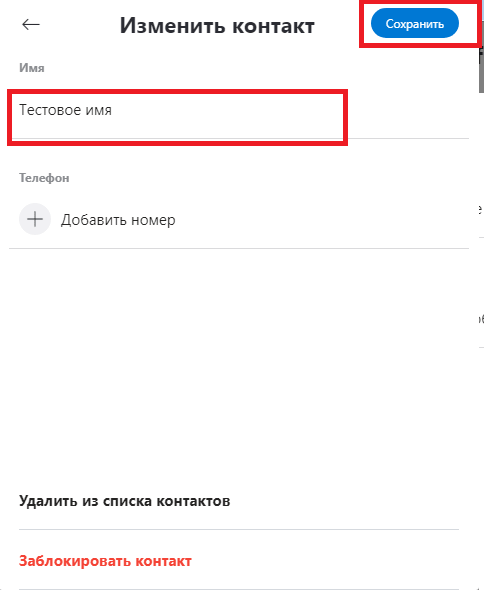 Изменить контакт
Сохранить
Имя
Тестовое имя
Телефон
Добавить номер
Удалить из списка контактов
Заблокировать контакт